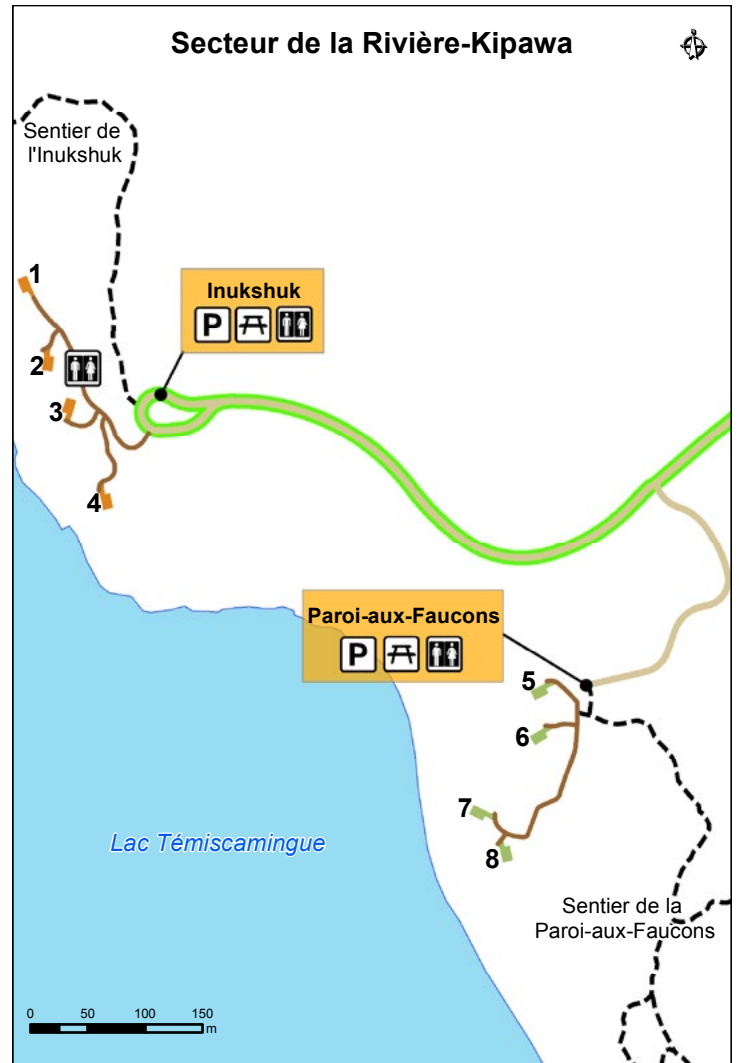 Secteur de la Rivière-Kipawa
Sentier de
l'Inukshuk
1
Inukshuk
P
2
3
4
Paroi-aux-Faucons
P
5
6
7
8
Lac Témiscamingue
Sentier de la
Paroi-aux-Faucons
0 50 100 150
m